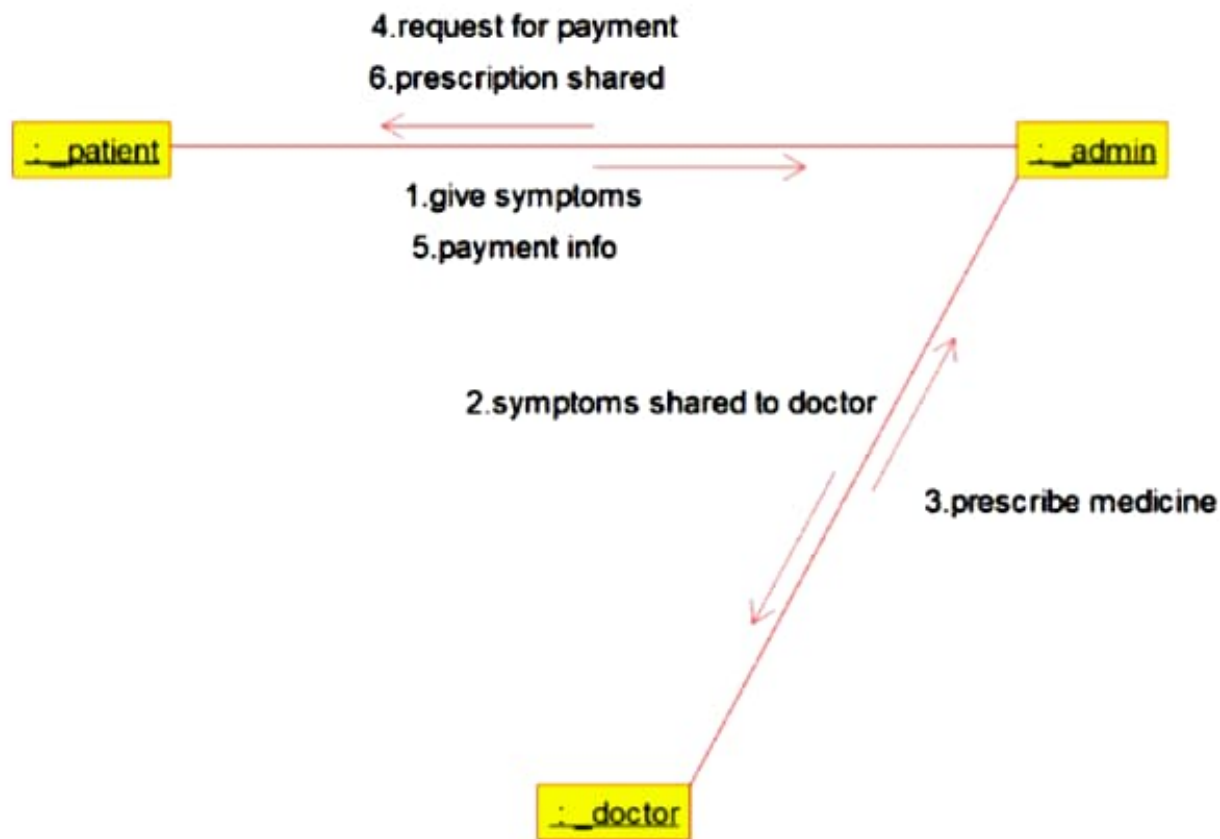 4.request for payment
6.prescription shared
: _patient
: _admin
1.give symptoms
5.payment info
2.symptoms shared to doctor
3.prescribe medicine
: _doctor